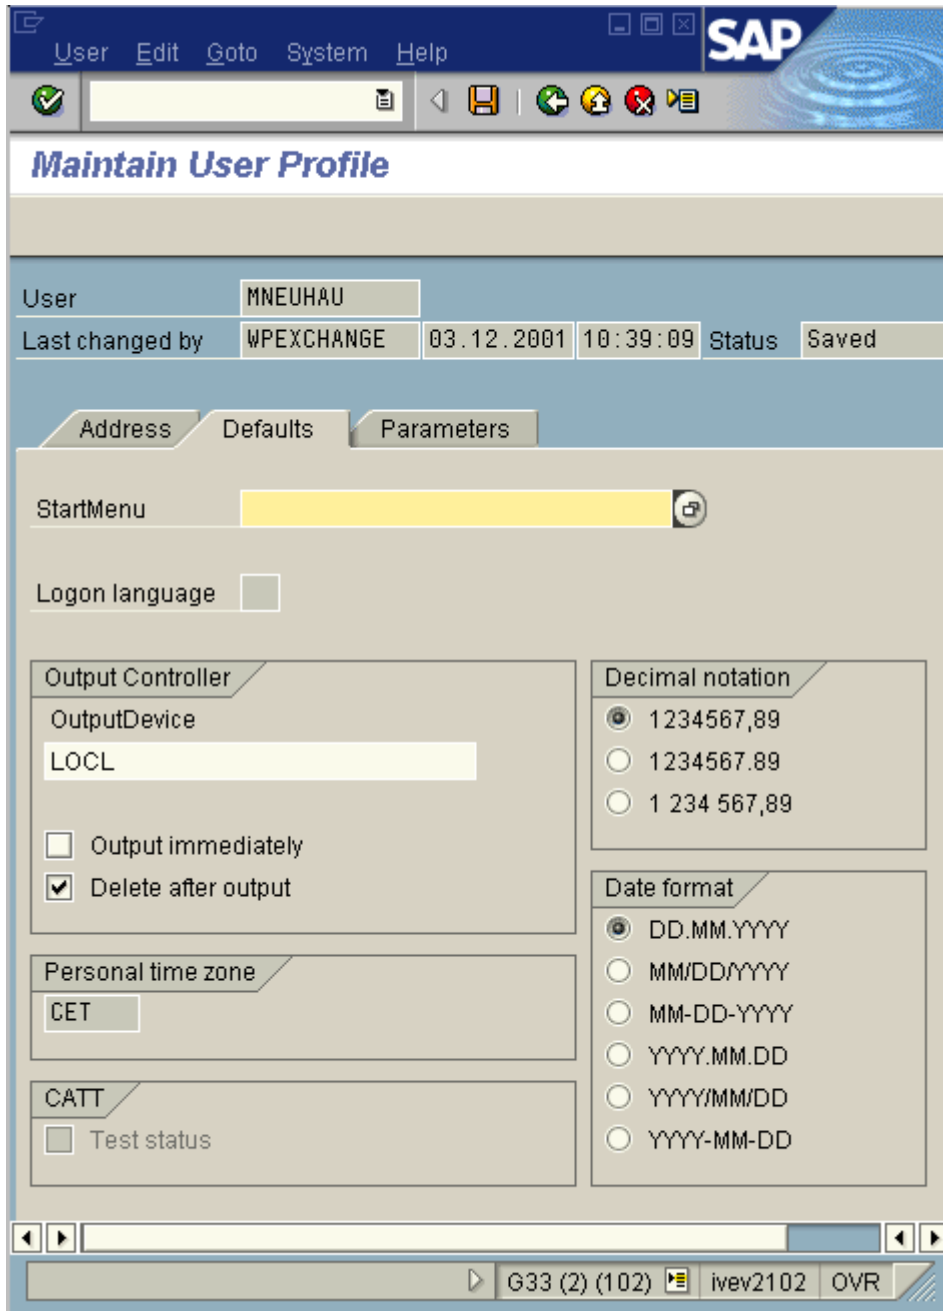 User Edit Goto System Help
SAP
Maintain User Profile
User MNEUHAU
Last changed by WPEXCHANGE 03.12.2001 10:39:09 Status Saved
Address Defaults Parameters
StartMenu
Logon language
Output Controller
OutputDevice
LOCL
Output immediately
Delete after output
Personal time zone
CET
CATT
Test status
Decimal notation
1234567,89
1234567.89
1 234 567,89
Date format
DD.MM.YYYY
MM/DD/YYYY
MM-DD-YYYY
YYYY.MM.DD
YYYY/MM/DD
YYYY-MM-DD
G33 (2) (102) ivev2102 OVR